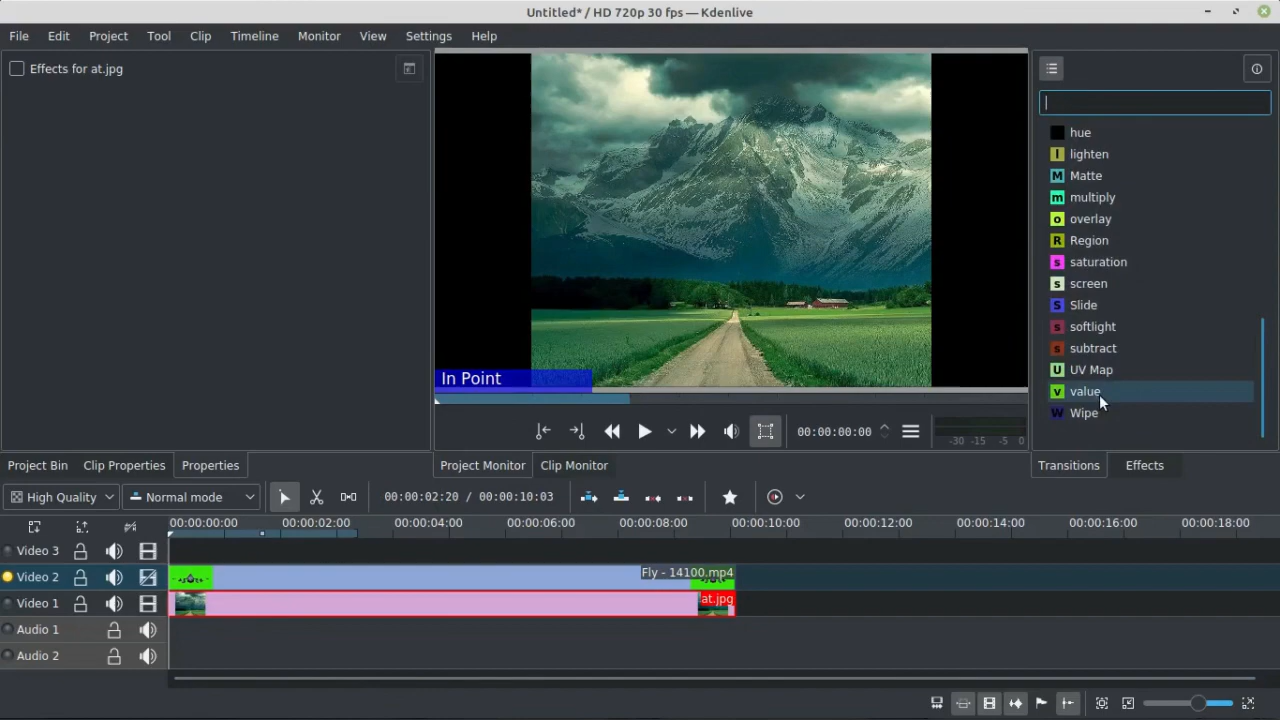 Untitled* / HD 720p 30 fps — Kdenlive
File Edit Project Tool Clip Timeline Monitor View Settings Help
Effects for at.jpg
hue
l lighten
M Matte
m multiply
o overlay
R Region
s saturation
s screen
S Slide
s softlight
s subtract
U UV Map
v value
W Wipe
In Point
00:00:00:00
-30 -15 -5 0
Project Bin Clip Properties Properties Project Monitor Clip Monitor Transitions Effects
High Quality Normal mode 00:00:02:20 / 00:00:10:03
00:00:00:00 00:00:02:00 00:00:04:00 00:00:06:00 00:00:08:00 00:00:10:00 00:00:12:00 00:00:14:00 00:00:16:00 00:00:18:00
Video 3
Video 2 Fly - 14100.mp4
Video 1 at.jpg
Audio 1
Audio 2